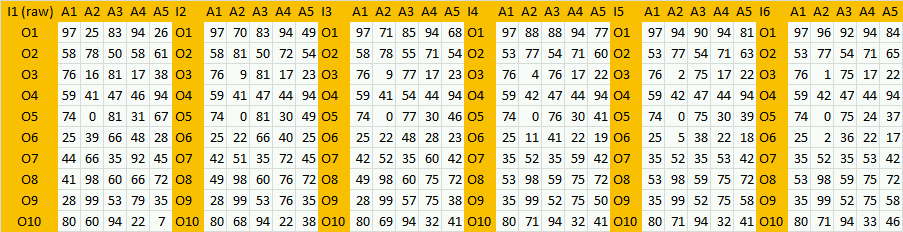 I1 (raw) A1 A2 A3 A4 A5 I2 A1 A2 A3 A4 A5 I3 A1 A2 A3 A4 A5 I4 A1 A2 A3 A4 A5 I5 A1 A2 A3 A4 A5 I6 A1 A2 A3 A4 A5
O1 97 25 83 94 26 O1 97 70 83 94 49 O1 97 71 85 94 68 O1 97 88 88 94 77 O1 97 94 90 94 81 O1 97 96 92 94 84
O2 58 78 50 58 61 O2 58 81 50 72 54 O2 58 78 55 71 54 O2 53 77 54 71 60 O2 53 77 54 71 63 O2 53 77 54 71 65
O3 76 16 81 17 38 O3 76 9 81 17 23 O3 76 9 77 17 23 O3 76 4 76 17 22 O3 76 2 75 17 22 O3 76 1 75 17 22
O4 59 41 47 46 94 O4 59 41 47 44 94 O4 59 41 54 44 94 O4 59 42 47 44 94 O4 59 42 47 44 94 O4 59 42 47 44 94
O5 74 0 81 31 67 O5 74 0 81 30 49 O5 74 0 77 30 46 O5 74 0 76 30 41 O5 74 0 75 30 39 O5 74 0 75 24 37
O6 25 39 66 48 28 O6 25 22 66 40 25 O6 25 22 48 28 23 O6 25 11 41 22 19 O6 25 5 38 22 18 O6 25 2 36 22 17
O7 44 66 35 92 45 O7 42 51 35 72 45 O7 42 52 35 60 42 O7 35 52 35 59 42 O7 35 52 35 53 42 O7 35 52 35 53 42
O8 41 98 60 66 72 O8 49 98 60 76 72 O8 49 98 60 75 72 O8 53 98 59 75 72 O8 53 98 59 75 72 O8 53 98 59 75 72
O9 28 99 53 79 35 O9 28 99 53 76 35 O9 28 99 57 75 38 O9 35 99 52 75 50 O9 35 99 52 75 58 O9 35 99 52 75 58
O10 80 60 94 22 7 O10 80 68 94 22 38 O10 80 69 94 32 41 O10 80 71 94 32 41 O10 80 71 94 32 41 O10 80 71 94 33 46